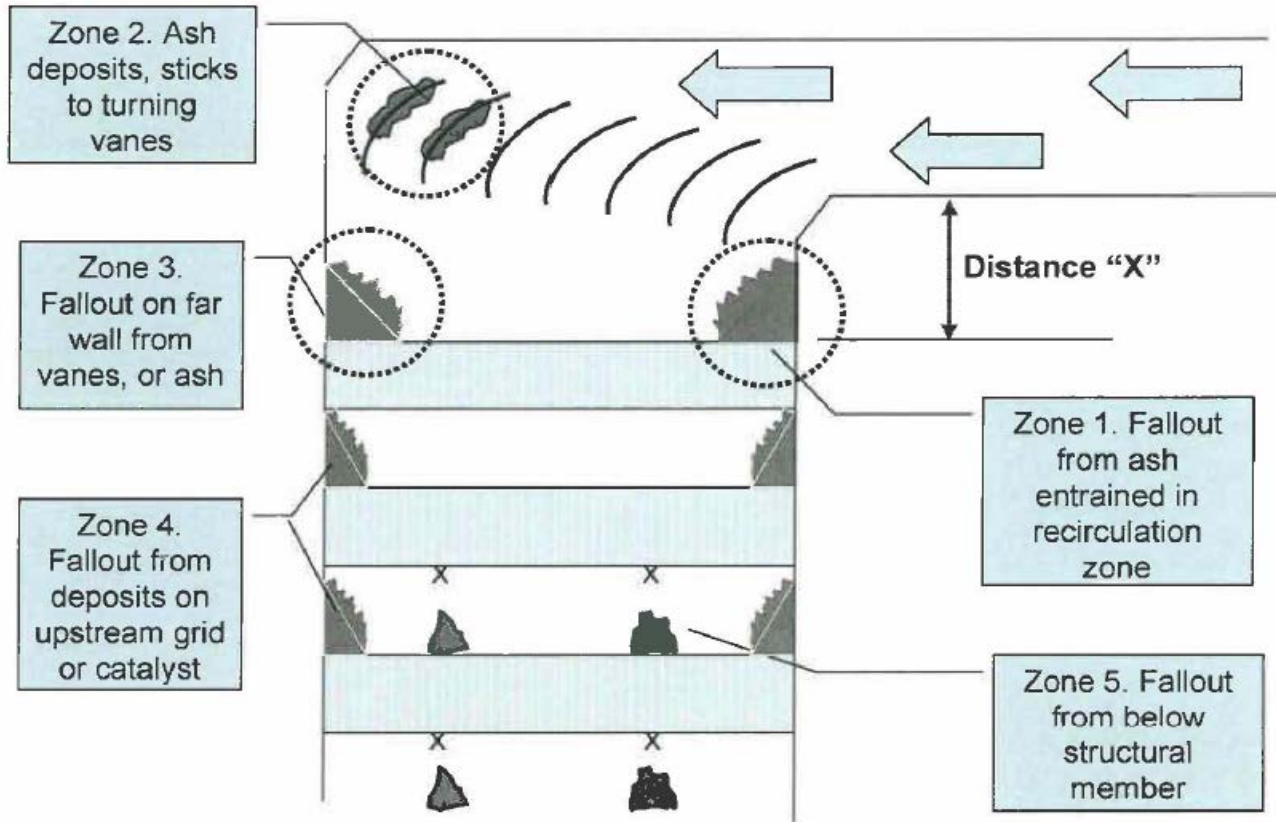 Zone 2. Ash
deposits, sticks
to turning
vanes
Distance “X”
Zone 3.
Fallout on far
wall from
vanes, or ash
Zone 1. Fallout
from ash
entrained in
recirculation
zone
Zone 4.
Fallout from
deposits on
upstream grid
or catalyst
X X
Zone 5. Fallout
from below
structural
member
X X